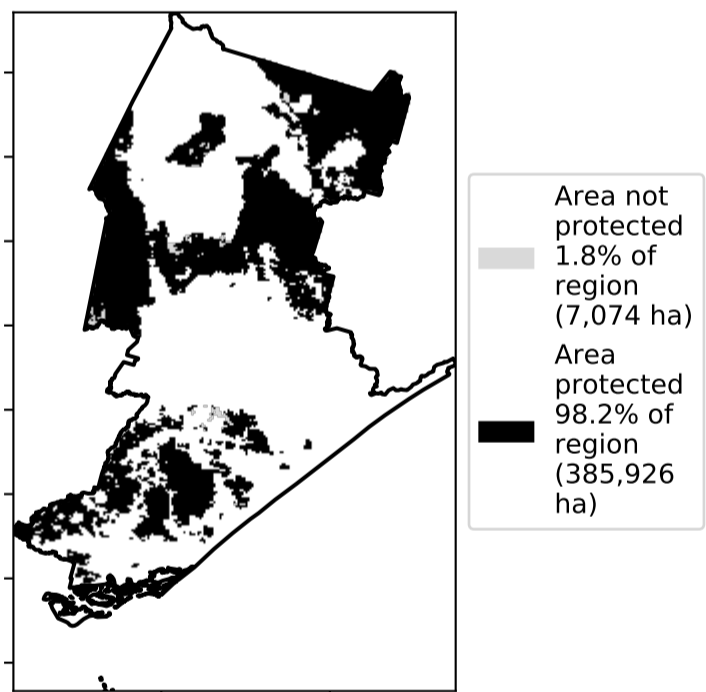 Area not
protected
1.8% of
region
(7,074 ha)
Area
protected
98.2% of
region
(385,926
ha)